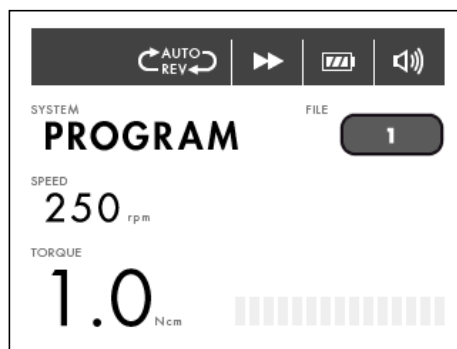 AUTO
REV
SYSTEM
FILE
PROGRAM
1
SPEED
250 rpm
TORQUE
1.0 Ncm